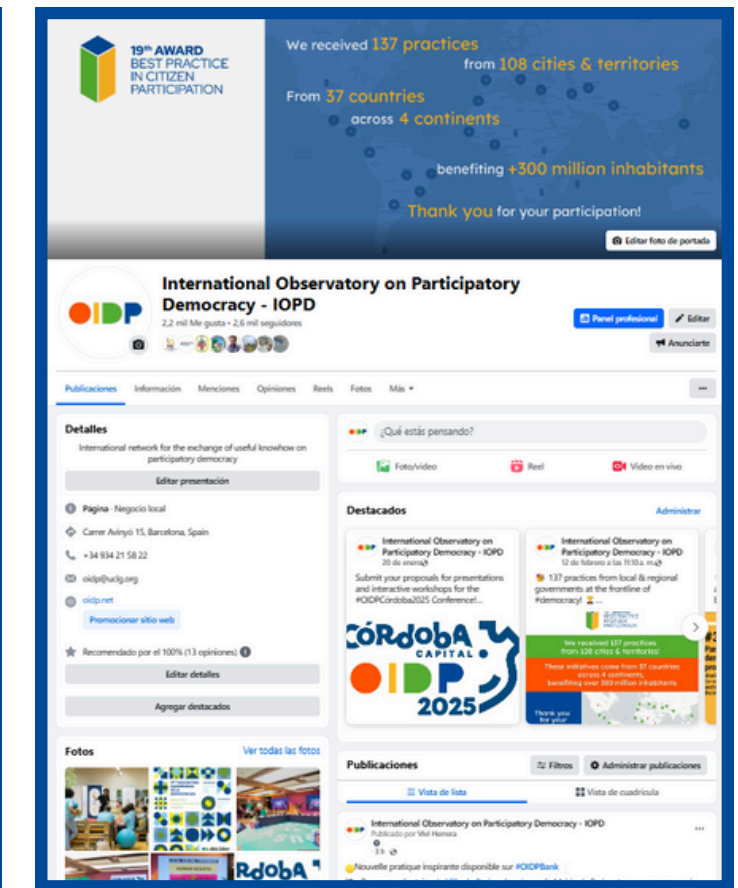 19th AWARD
BEST PRACTICE
IN CITIZEN
PARTICIPATION
We received 137 practices
from 108 cities & territories
From 37 countries
across 4 continents
benefiting +300 million inhabitants
Thank you for your participation!
Editar foto de portada
OIDP
International Observatory on Participatory
Democracy - IOPD
2,2 mil Me gusta • 2,6 mil seguidores
Panel profesional
Editar
Anunciarte
Publicaciones Información Menciones Opiniones Reels Fotos Más
Detalles
International network for the exchange of useful knowhow on
participatory democracy
Editar presentación
Página · Negocio local
Carrer Avinyo 15, Barcelona, Spain
+34 934 21 58 22
oidp@uclg.org
oidp.net
Promocionar sitio web
Recomendado por el 100% (13 opiniones)
Editar detalles
Agregar destacados
Fotos
Ver todas las fotos
RdobA
¿Qué estás pensando?
Foto/video
Reel
Video en vivo
Destacados
Administrar
International Observatory on
Participatory Democracy - IOPD
20 de enero
Submit your proposals for presentations
and interactive workshops for the
#OIDPCórdoba2025 Conference!...
CÓRdobA
CAPITAL
OIDP
2025
International Observatory on
Participatory Democracy - IOPD
12 de febrero a las 11:10 a. m.
137 practices from local & regional
governments at the frontline of
#democracy! ...
We received 137 practices
from 108 cities & territories!
These initiatives come from 37 countries
across 4 continents,
benefiting over 300 million inhabitants
Thank you
for your
Publicaciones
Filtros
Administrar publicaciones
Vista de lista
Vista de cuadrícula
International Observatory on Participatory Democracy - IOPD
Publicado por Vivi Herrera
3 h
Nouvelle pratique inspirante disponible sur #OIDPBank